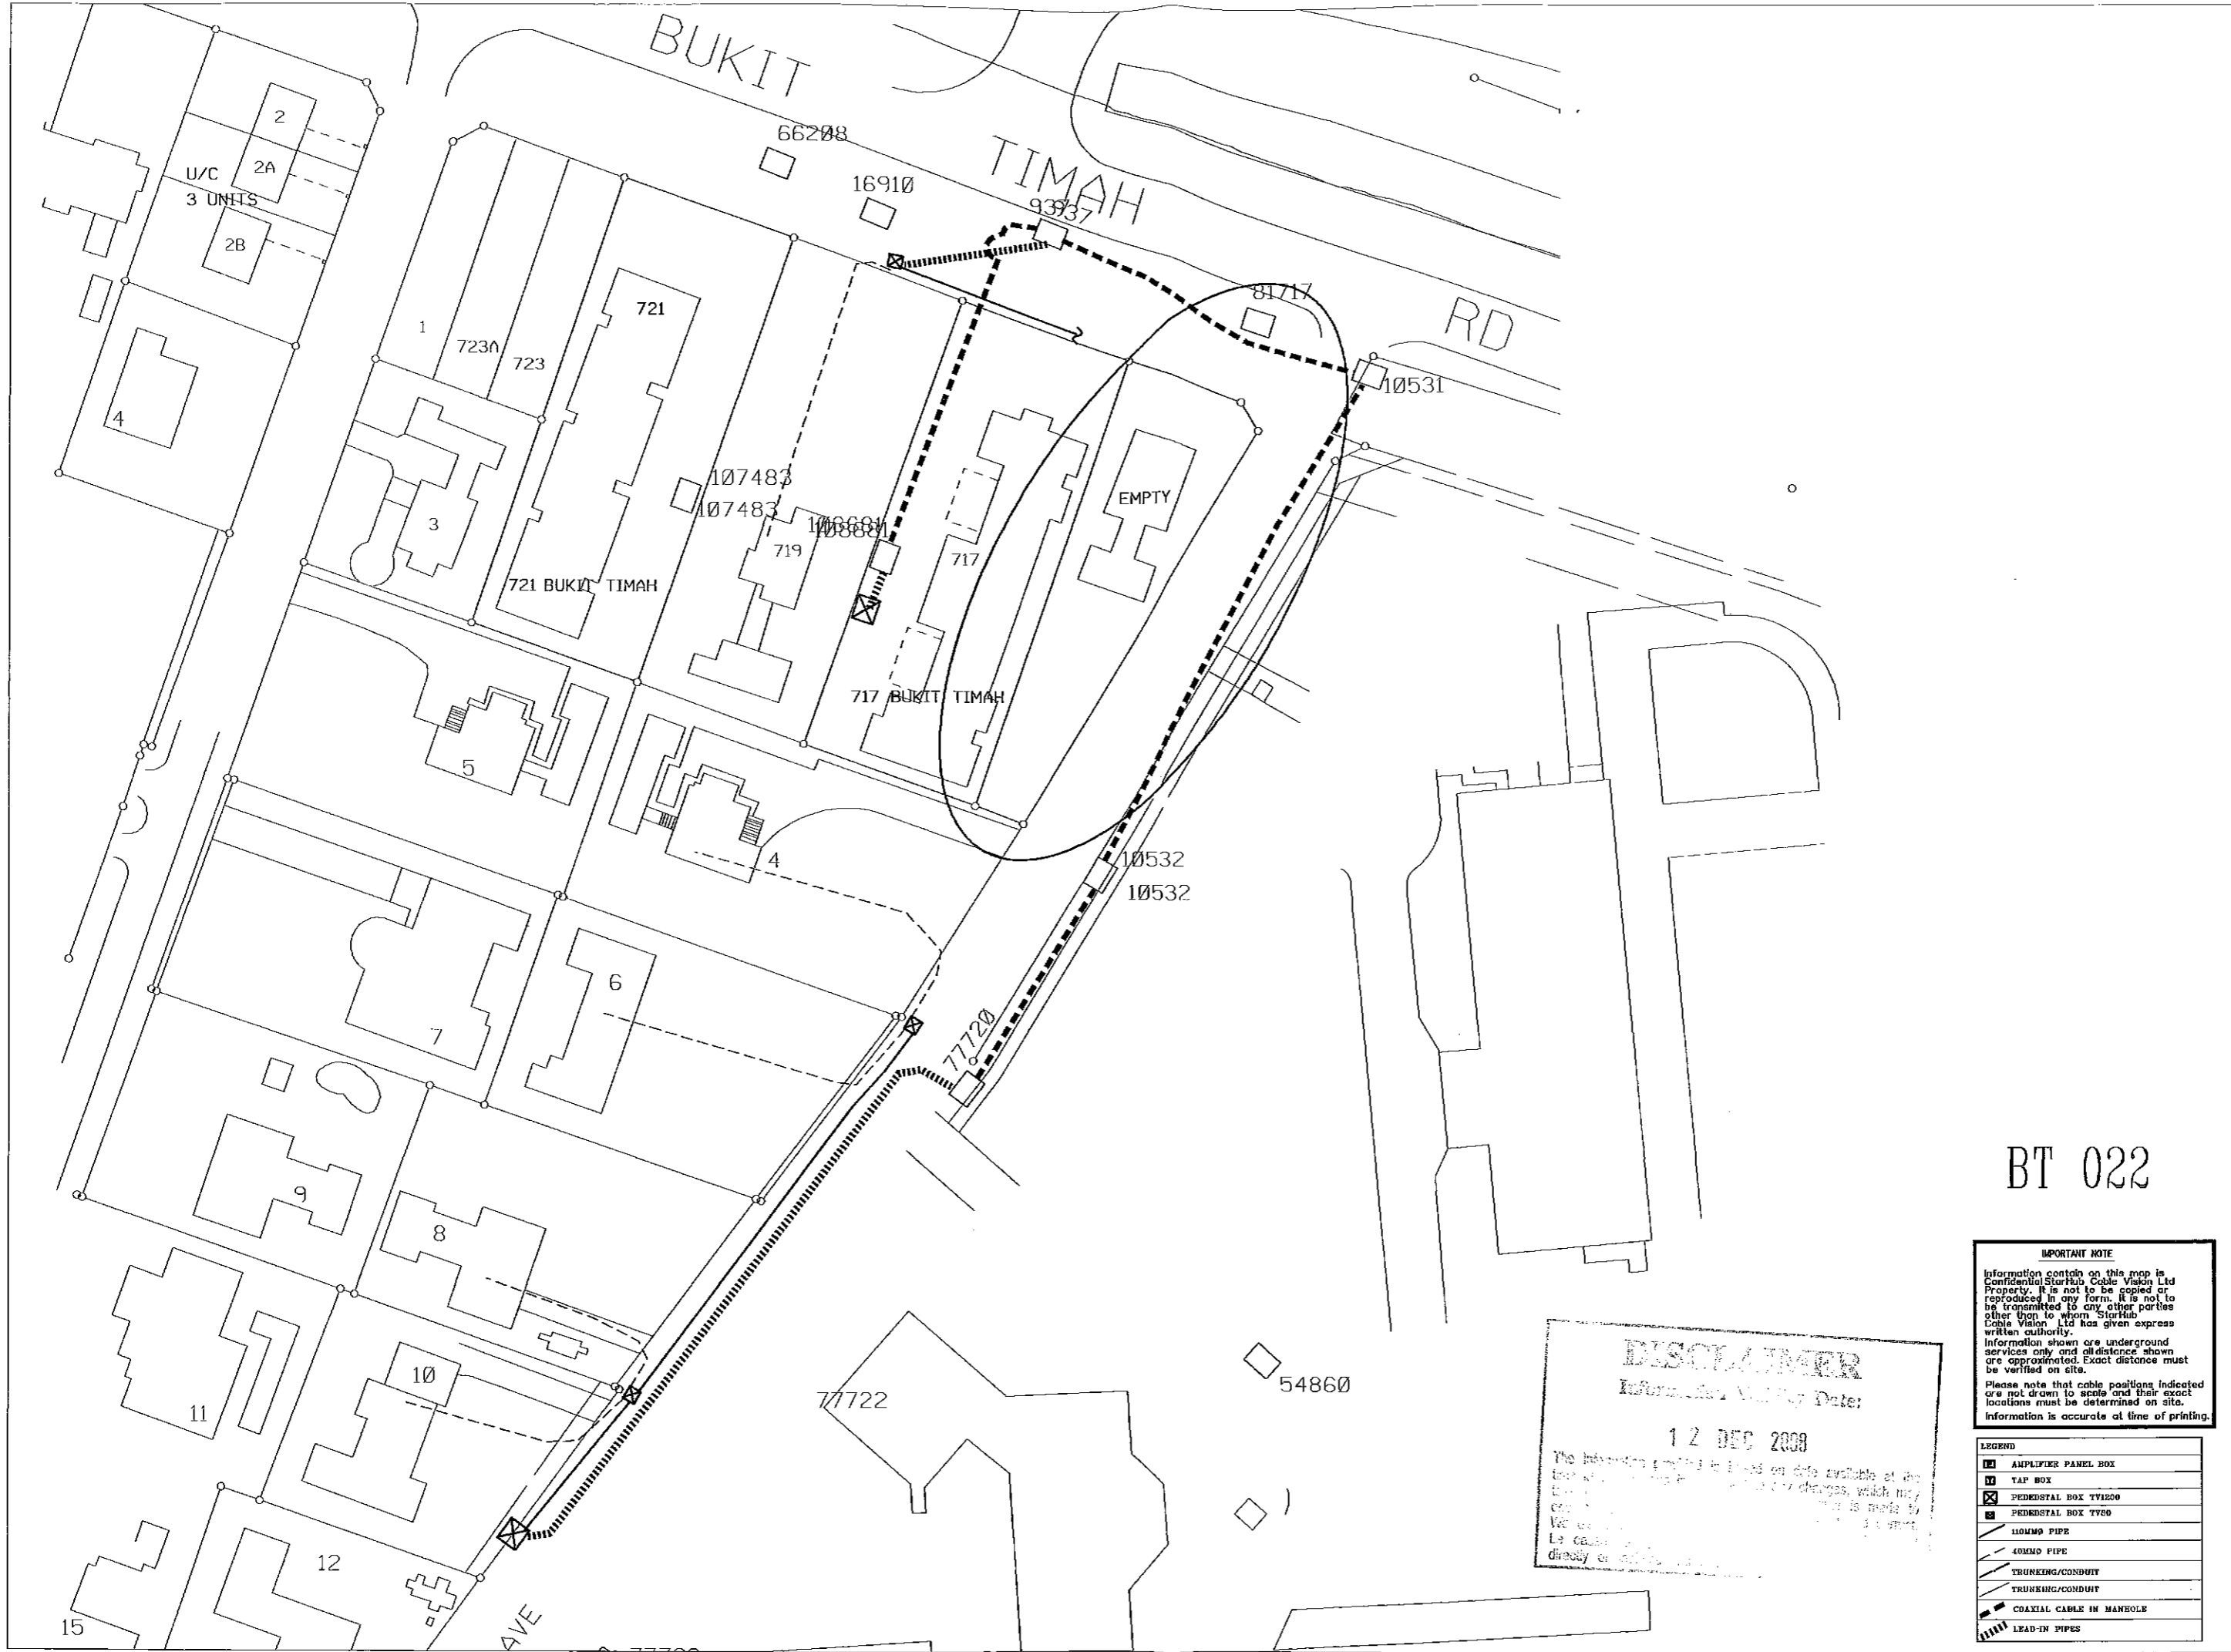 BUKIT
TIMAH
RD
66208
16910
937
937
81717
10531
2
2A
U/C
3 UNITS
2B
1
723A
723
721
4
3
107483
107483
719
717
EMPTY
721 BUKIT TIMAH
717 BUKIT TIMAH
5
4
10532
10532
6
7
77720
9
8
10
11
12
15
77722
54860
AVE
BT 022
DISCLAIMER
Date:
12 DEC 2008
IMPORTANT NOTE
Information contain on this map is
Confidential StarHub Cable Vision Ltd
Property. It is not to be copied or
reproduced in any form. It is not to
be transmitted to any other parties
other than to whom StarHub
Cable Vision Ltd has given express
written authority.
Information shown are underground
services only and all distance shown
are approximated. Exact distance must
be verified on site.
Please note that cable positions indicated
are not drawn to scale and their exact
locations must be determined on site.
Information is accurate at time of printing.
LEGEND
AMPLIFIER PANEL BOX
TAP BOX
PEDEDSTAL BOX TV1200
PEDEDSTAL BOX TV80
110MMØ PIPE
40MMØ PIPE
TRUNKING/CONDUIT
TRUNKING/CONDUIT
COAXIAL CABLE IN MANHOLE
LEAD-IN PIPES